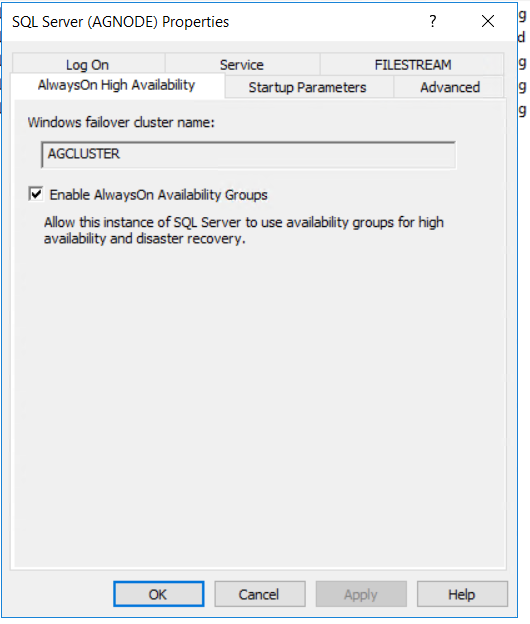 SQL Server (AGNODE) Properties
?
Log On Service FILESTREAM
AlwaysOn High Availability Startup Parameters Advanced
Windows failover cluster name:
AGCLUSTER
Enable AlwaysOn Availability Groups
Allow this instance of SQL Server to use availability groups for high
availability and disaster recovery.
OK Cancel Apply Help
g
d
g
g
g